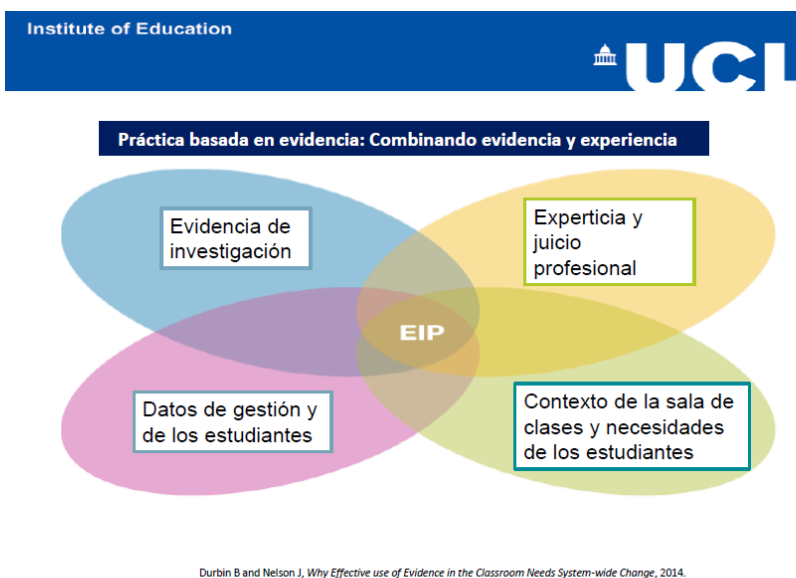 Institute of Education
UCL
Práctica basada en evidencia: Combinando evidencia y experiencia
Evidencia de
investigación
Experticia y
juicio
profesional
EIP
Datos de gestión y
de los estudiantes
Contexto de la sala de
clases y necesidades
de los estudiantes
Durbin B and Nelson J, Why Effective use of Evidence in the Classroom Needs System-wide Change, 2014.